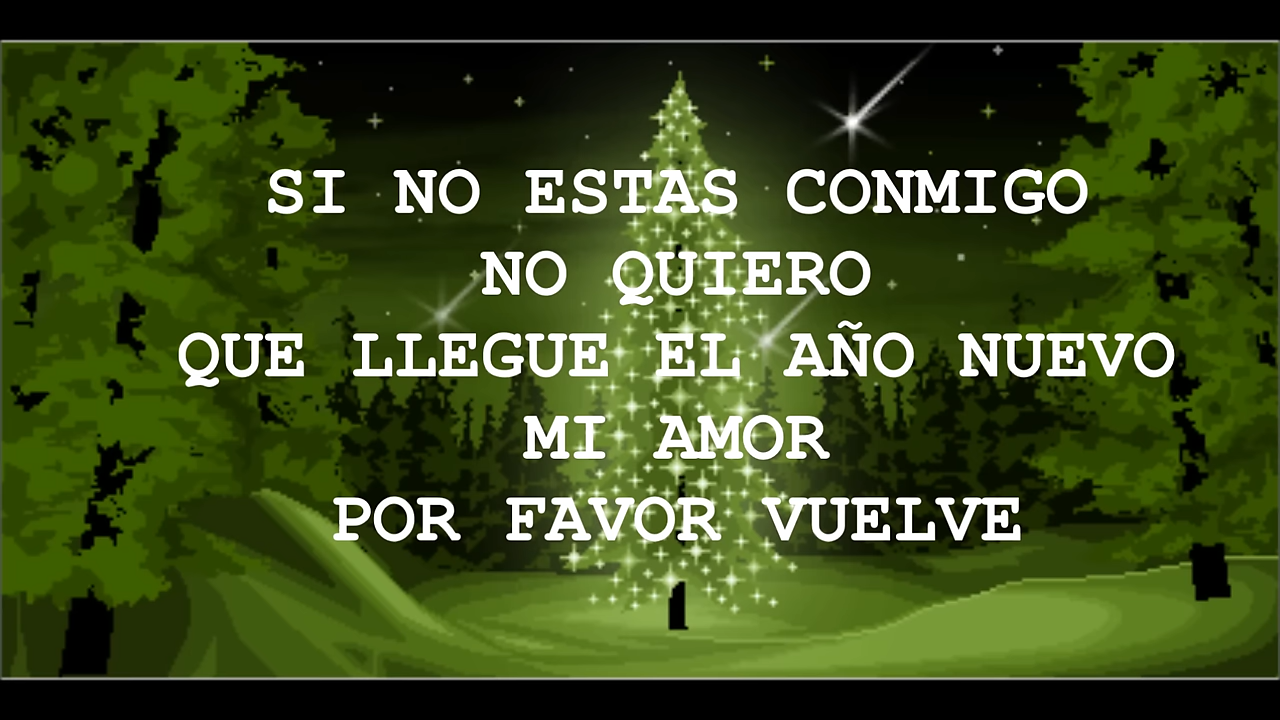 SI NO ESTAS CONMIGO
NO QUIERO
QUE LLEGUE EL AÑO NUEVO
MI AMOR
POR FAVOR VUELVE